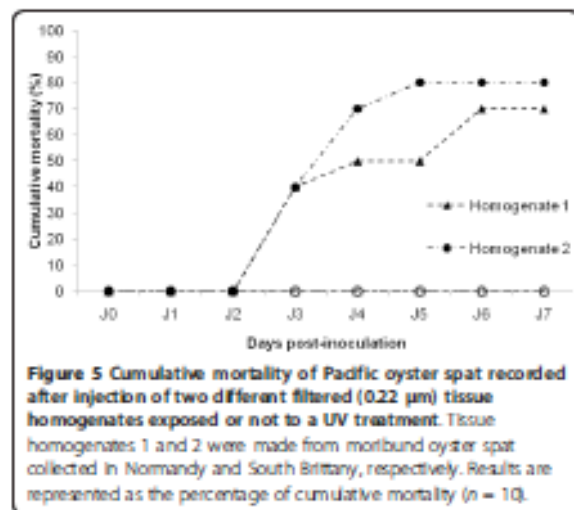 100
90
80
70
60
50
40
30
20
10
0
Cumulative mortality (%)
J0 J1 J2 J3 J4 J5 J6 J7
Days post-inoculation
Homogenate 1
Homogenate 2
Figure 5 Cumulative mortality of Pacific oyster spat recorded
after injection of two different filtered (0.22 μm) tissue
homogenates exposed or not to a UV treatment. Tissue
homogenates 1 and 2 were made from moribund oyster spat
collected in Normandy and South Brittany, respectively. Results are
represented as the percentage of cumulative mortality (n = 10).